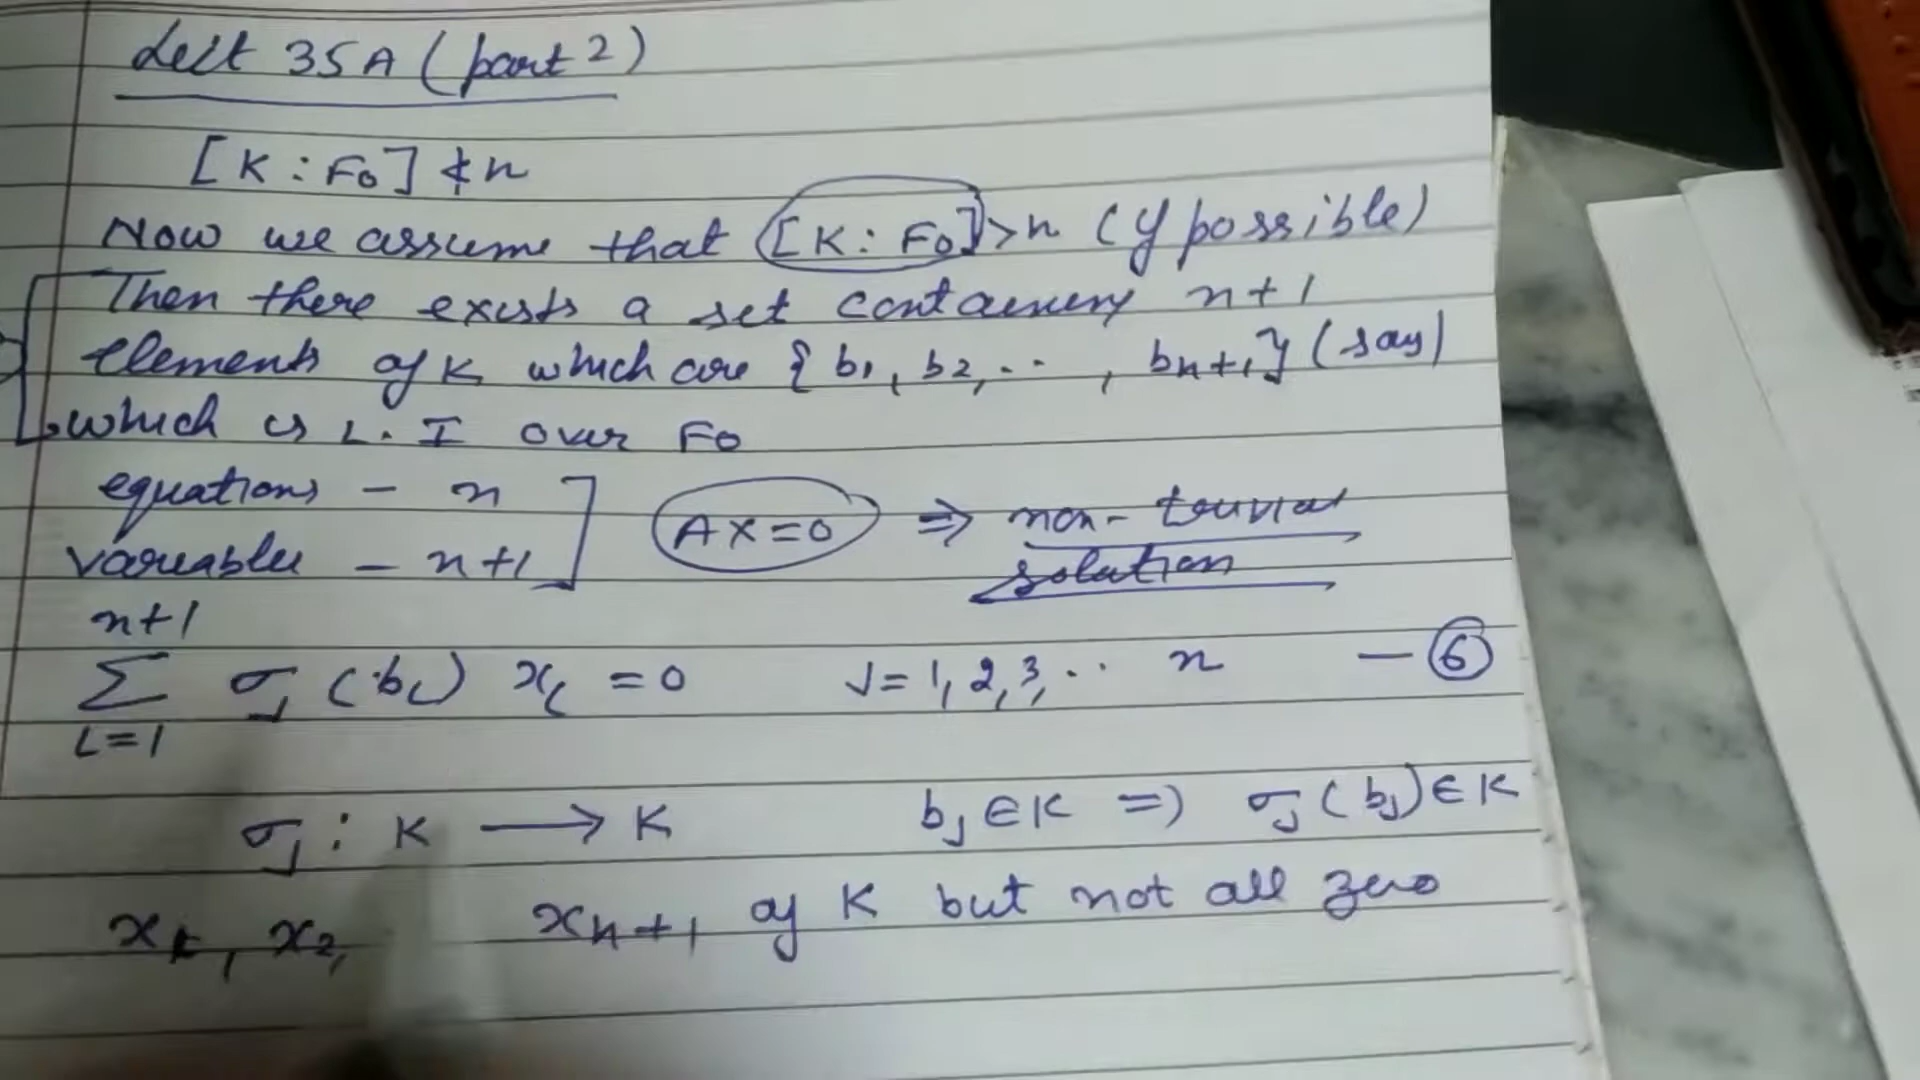 Lect 35A (part 2)
[K : F0] ≮ n
Now we assume that [K : F0] > n (if possible)
Then there exists a set containing n+1
elements of K which are { b1, b2, .. , bn+1 } (say)
which is L.I over F0
equations - n
variables - n+1 ] AX=0 ⇒ non-trivial solution
n+1
∑ σj (bi) xi = 0 j = 1, 2, 3, .. n — 6
i=1
σj : K ⟶ K bj ∈ K ⇒ σj (bj) ∈ K
x1, x2, xn+1 of K but not all zero